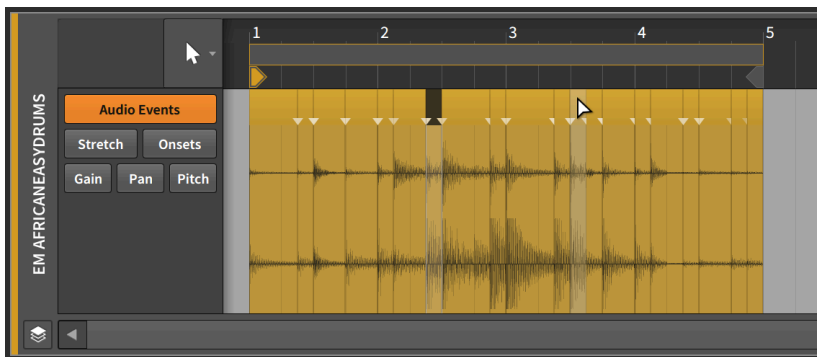 1 2 3 4 5
EM AFRICANEASYDRUMS
Audio Events
Stretch Onsets
Gain Pan Pitch